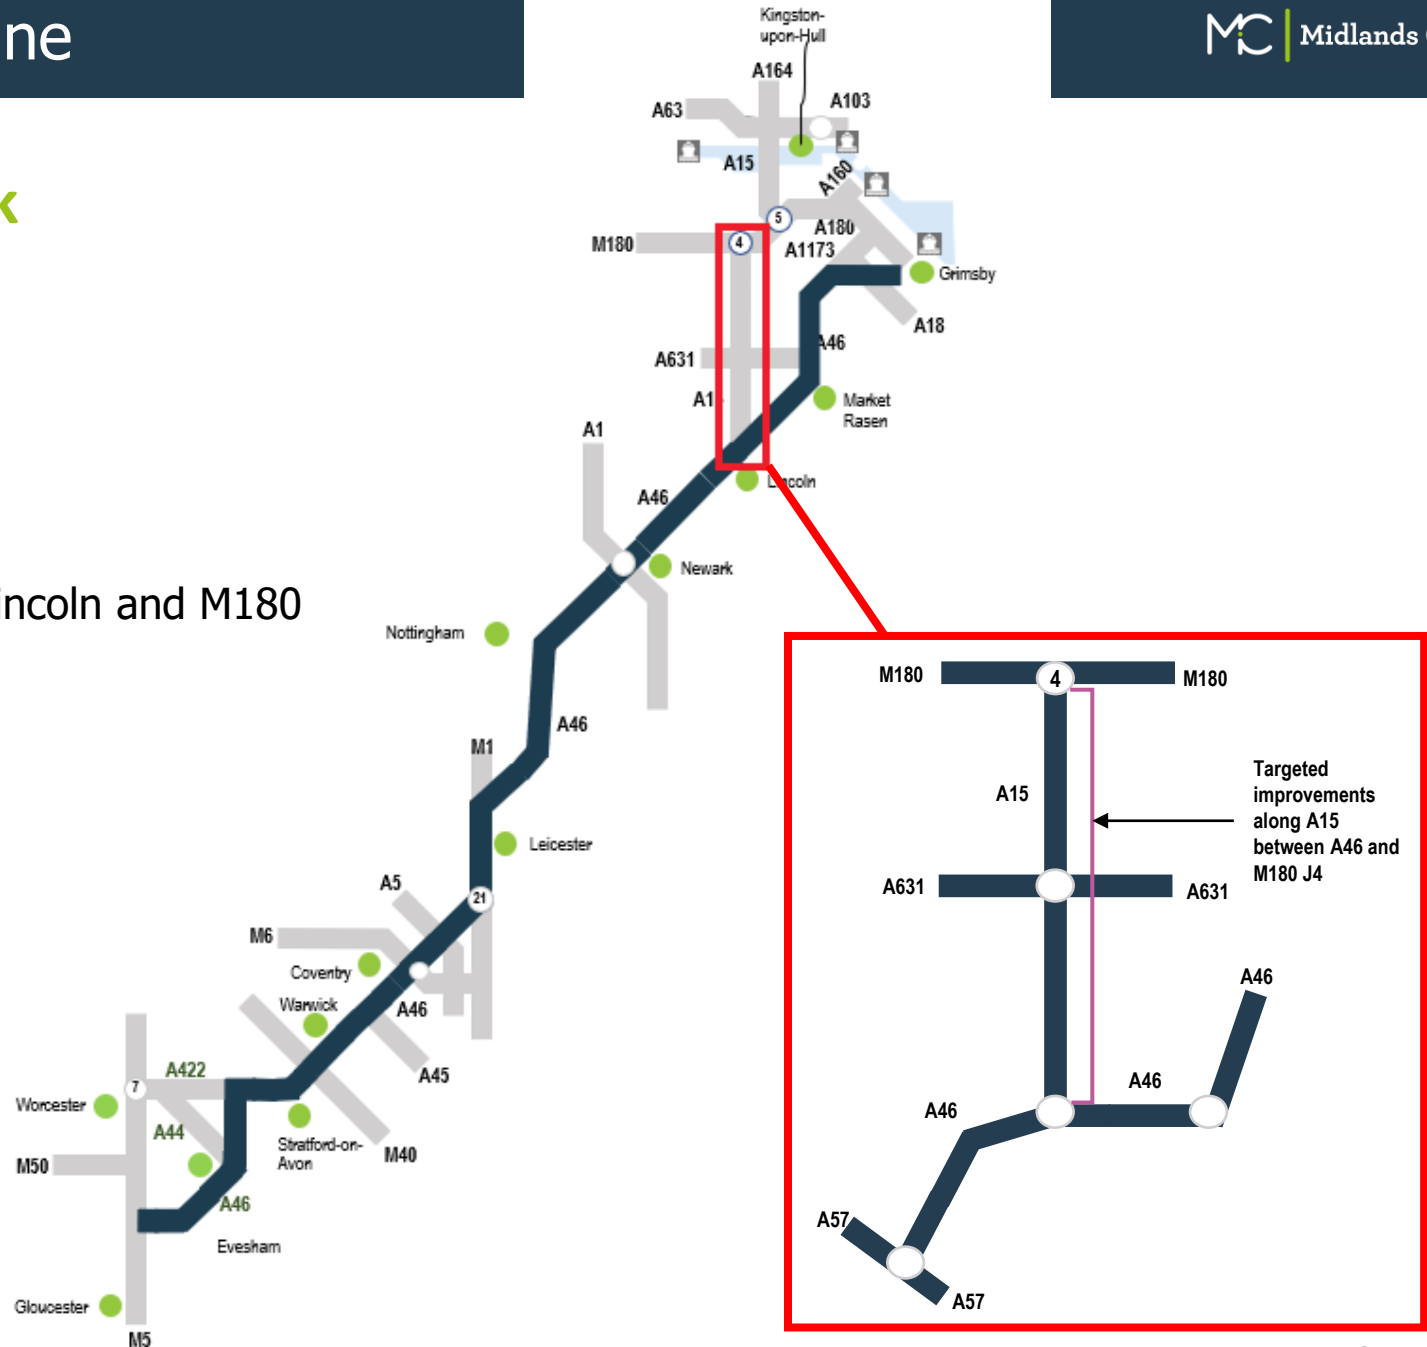 ne
Midlands
Kingston-
upon-Hull
A164
A63
A103
A15
A160
5
A180
M180
4
A1173
Grimsby
A18
A46
A631
A1
Market
Rasen
A1
Lincoln
A46
Newark
incoln and M180
Nottingham
A46
M1
Leicester
A5
21
M6
Coventry
Warwick
A46
A422
7
A45
Worcester
A44
Stratford-on-
Avon
M40
M50
A46
Evesham
Gloucester
M5
M180
4
M180
Targeted
improvements
along A15
between A46 and
M180 J4
A15
A631
A631
A46
A46
A46
A57
A57